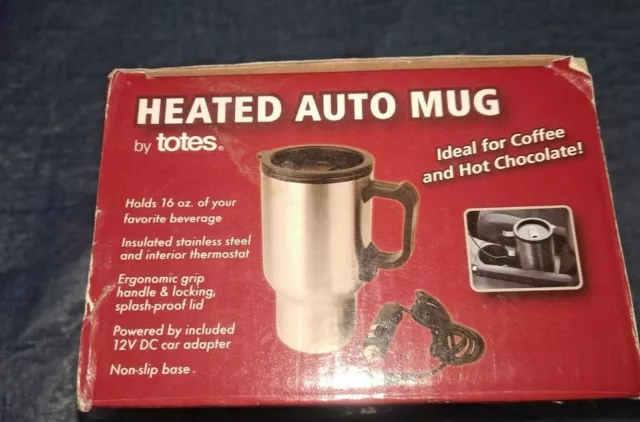 HEATED AUTO MUG
by totes®
Ideal for Coffee
and Hot Chocolate!
Holds 16 oz. of your
favorite beverage
Insulated stainless steel
and interior thermostat
Ergonomic grip
handle & locking,
splash-proof lid
Powered by included
12V DC car adapter
Non-slip base.